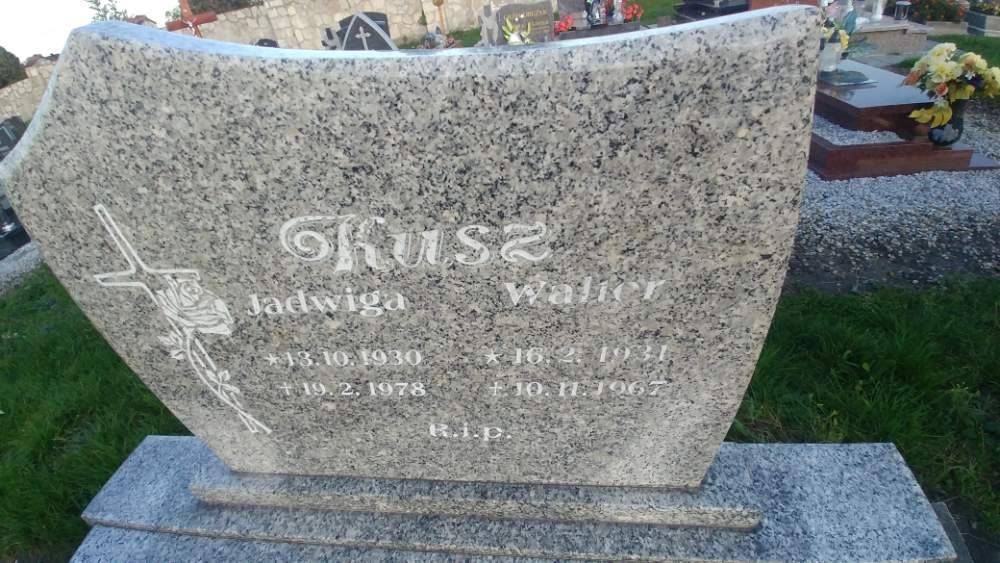 Kusz
Jadwiga Walter
★13.10.1930 ★16.2.1931
+19.2.1978 +10.11.1967
R.i.p.